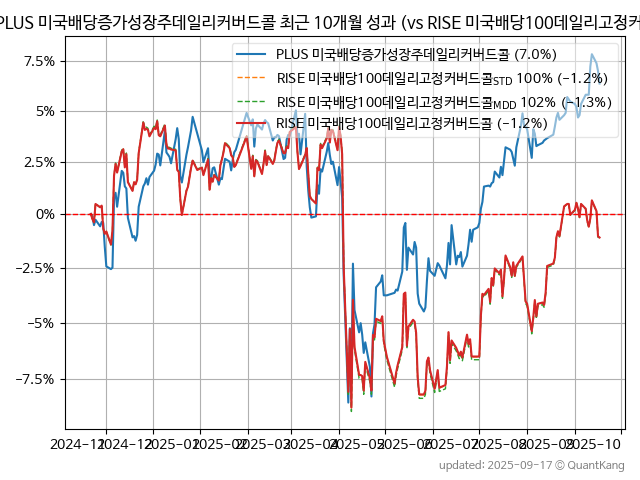 PLUS 미국배당증가성장주데일리커버드콜 최근 10개월 성과 (vs RISE 미국배당100데일리고정커
PLUS 미국배당증가성장주데일리커버드콜 (7.0%)
RISE 미국배당100데일리고정커버드콜STD 100% (−1.2%)
RISE 미국배당100데일리고정커버드콜MDD 102% (−1.3%)
RISE 미국배당100데일리고정커버드콜 (−1.2%)
7.5%
5%
2.5%
0%
−2.5%
−5%
−7.5%
2024-11 2024-12 2025-01 2025-02 2025-03 2025-04 2025-05 2025-06 2025-07 2025-08 2025-09 2025-10
updated: 2025-09-17 © QuantKang